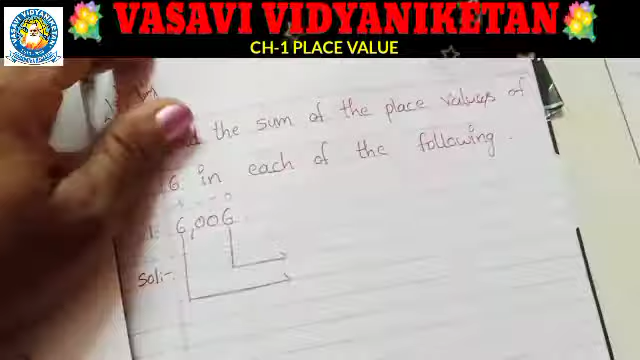 VASAVI VIDYANIKETAN
CH-1 PLACE VALUE
the sum of the place values of
6 in each of the following.
6,006
Sol:-